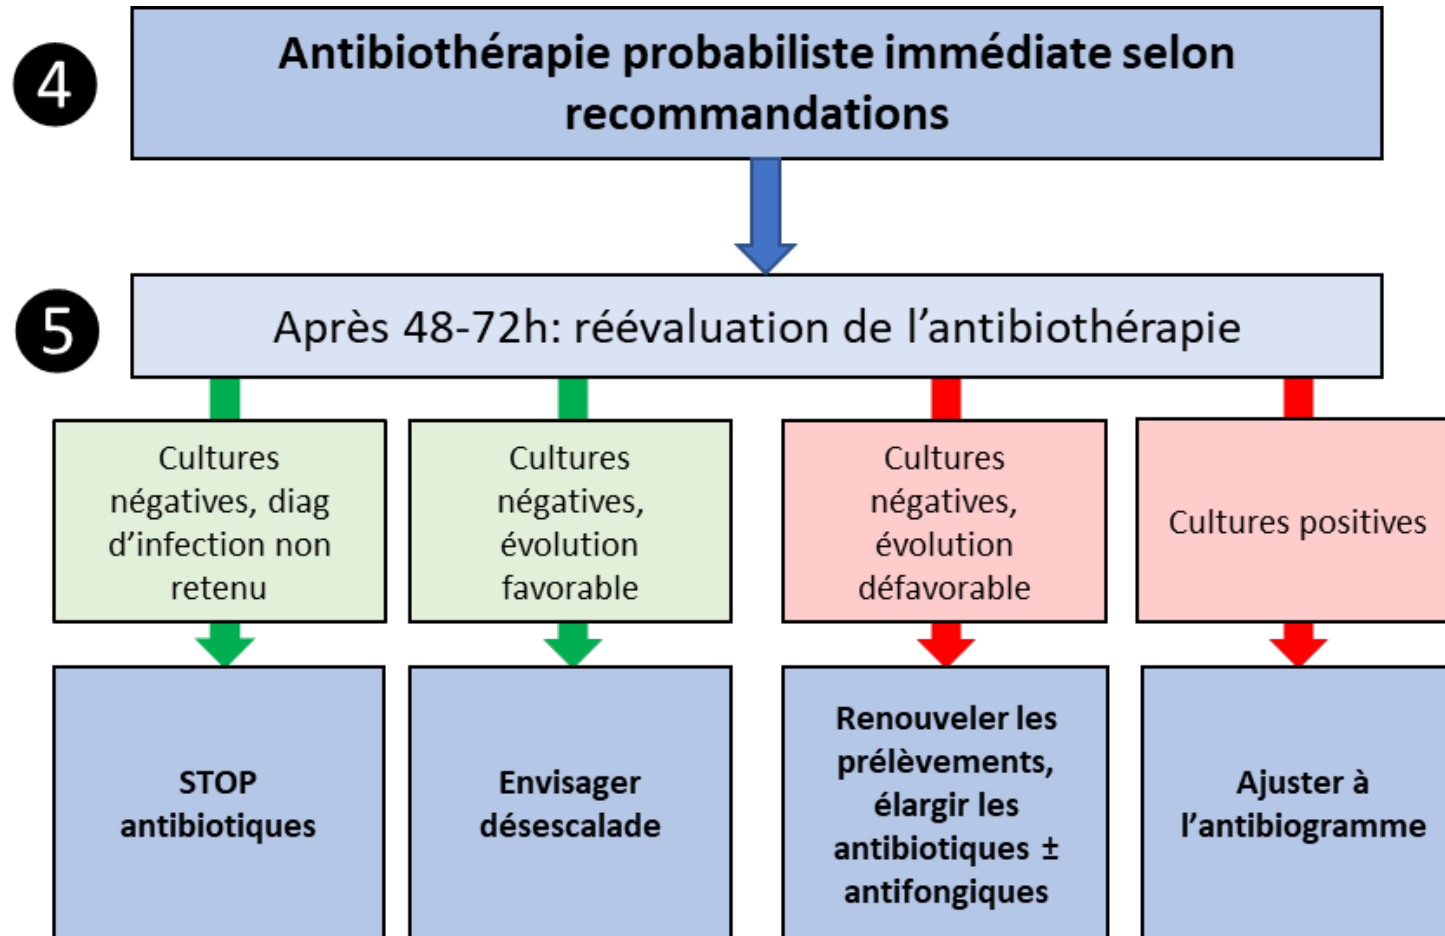 4
Antibiothérapie probabiliste immédiate selon
recommandations
5
Après 48-72h: réévaluation de l’antibiothérapie
Cultures
négatives, diag
d’infection non
retenu
Cultures
négatives,
évolution
favorable
Cultures
négatives,
évolution
défavorable
Cultures positives
STOP
antibiotiques
Envisager
désescalade
Renouveler les
prélèvements,
élargir les
antibiotiques ±
antifongiques
Ajuster à
l’antibiogramme